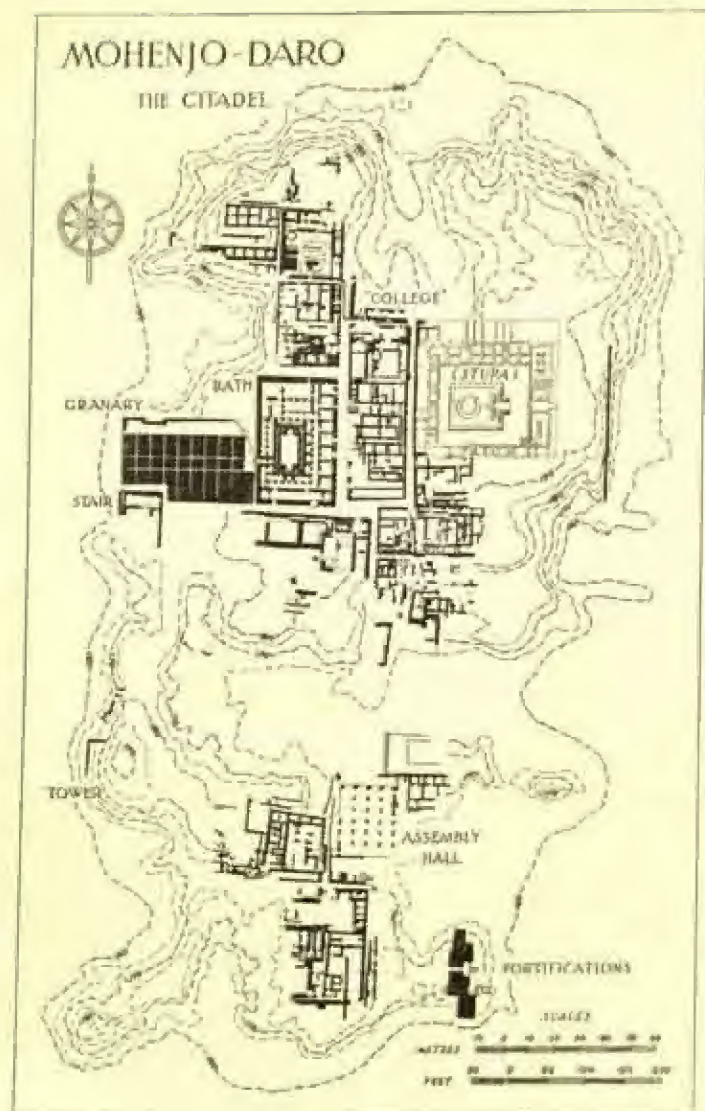 MOHENJO-DARO
THE CITADEL
COLLEGE
STUPA
BATH
GRANARY
STAIR
TOWER
ASSEMBLY
HALL
FORTIFICATIONS
SCALES
METRES
FEET